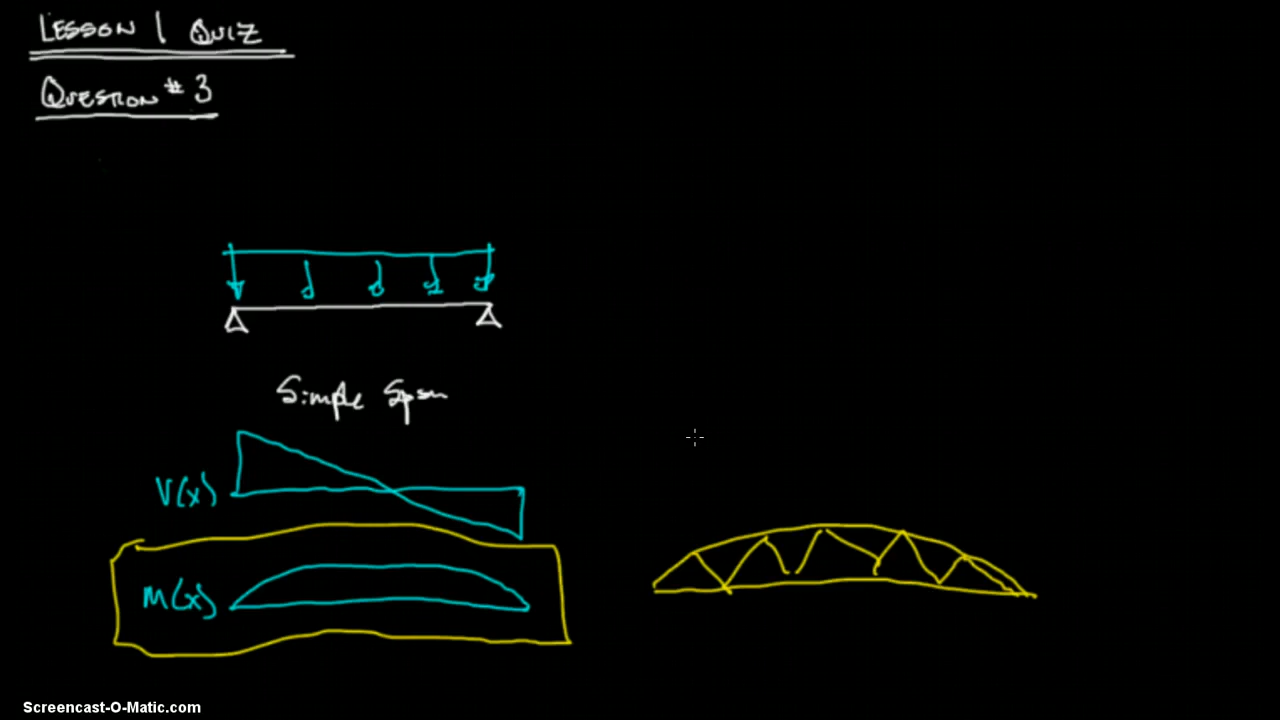 LESSON 1 QUIZ
QUESTION # 3
Simple Span
V(x)
M(x)
Screencast-O-Matic.com